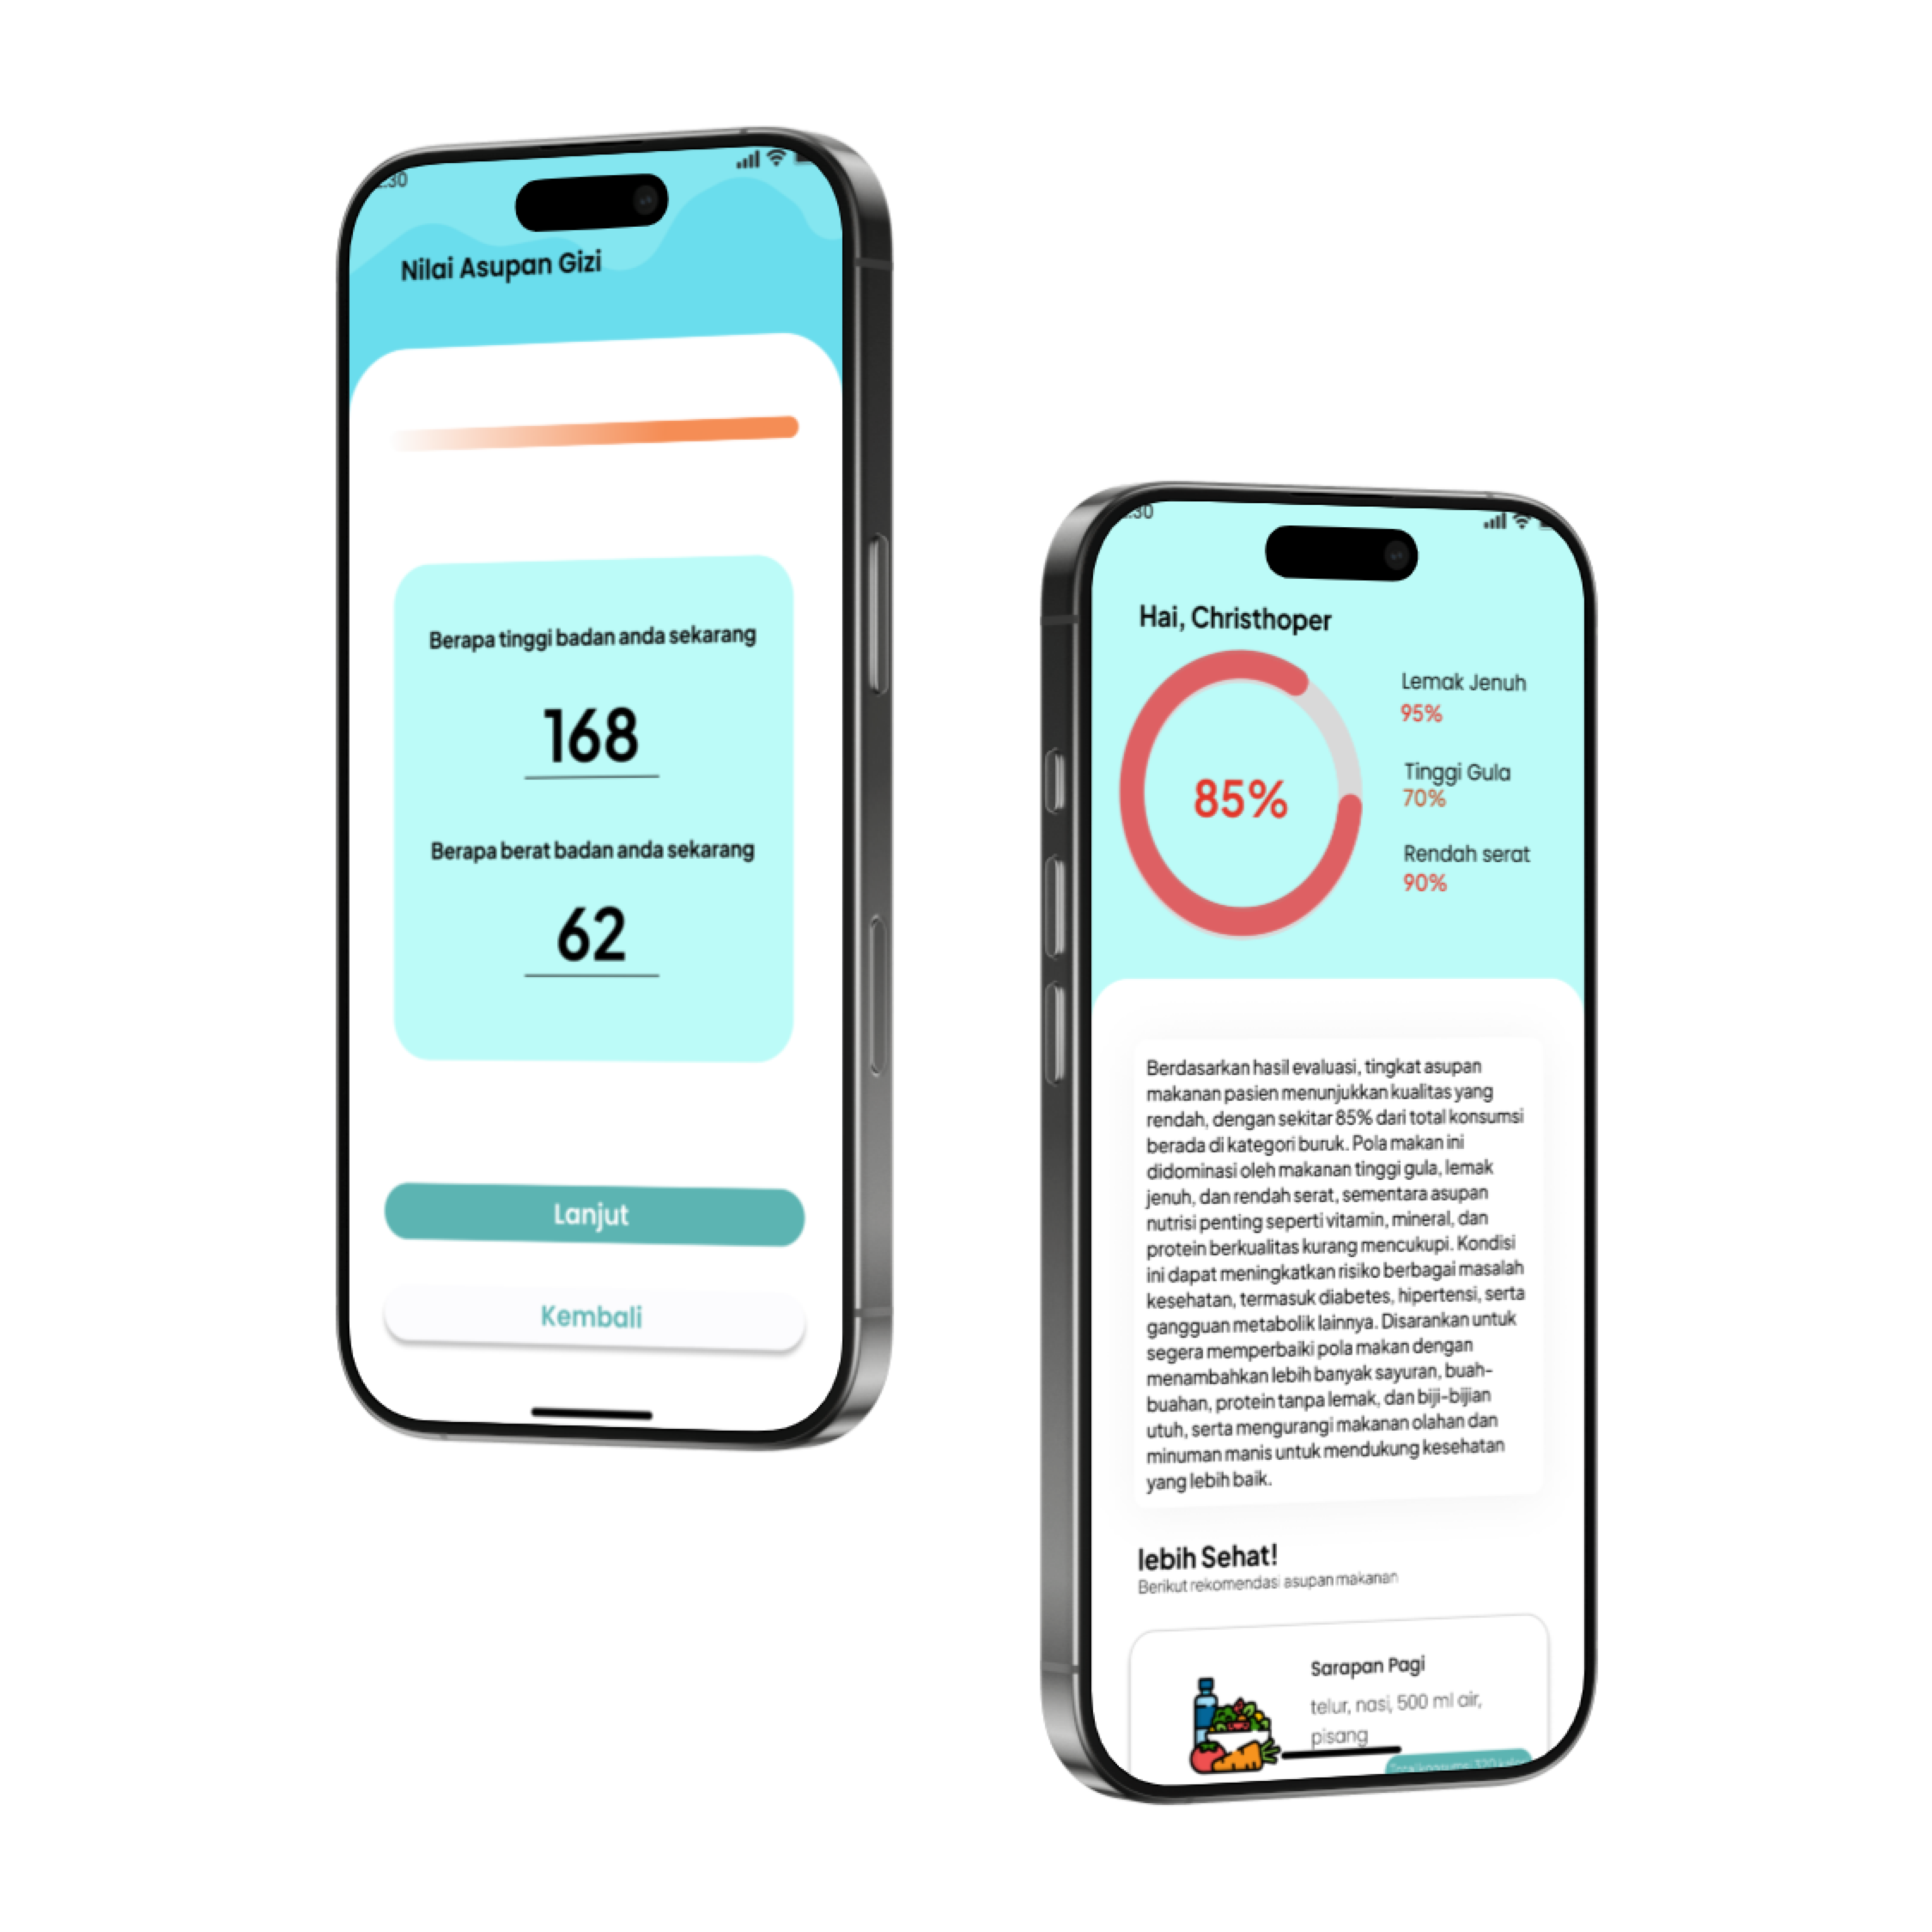 :30
Nilai Asupan Gizi
Berapa tinggi badan anda sekarang
168
Berapa berat badan anda sekarang
62
Lanjut
Kembali
:30
Hai, Christhoper
85%
Lemak Jenuh
95%
Tinggi Gula
70%
Rendah serat
90%
Berdasarkan hasil evaluasi, tingkat asupan
makanan pasien menunjukkan kualitas yang
rendah, dengan sekitar 85% dari total konsumsi
berada di kategori buruk. Pola makan ini
didominasi oleh makanan tinggi gula, lemak
jenuh, dan rendah serat, sementara asupan
nutrisi penting seperti vitamin, mineral, dan
protein berkualitas kurang mencukupi. Kondisi
ini dapat meningkatkan risiko berbagai masalah
kesehatan, termasuk diabetes, hipertensi, serta
gangguan metabolik lainnya. Disarankan untuk
segera memperbaiki pola makan dengan
menambahkan lebih banyak sayuran, buah-
buahan, protein tanpa lemak, dan biji-bijian
utuh, serta mengurangi makanan olahan dan
minuman manis untuk mendukung kesehatan
yang lebih baik.
lebih Sehat!
Berikut rekomendasi asupan makanan
Sarapan Pagi
telur, nasi, 500 ml air,
pisang